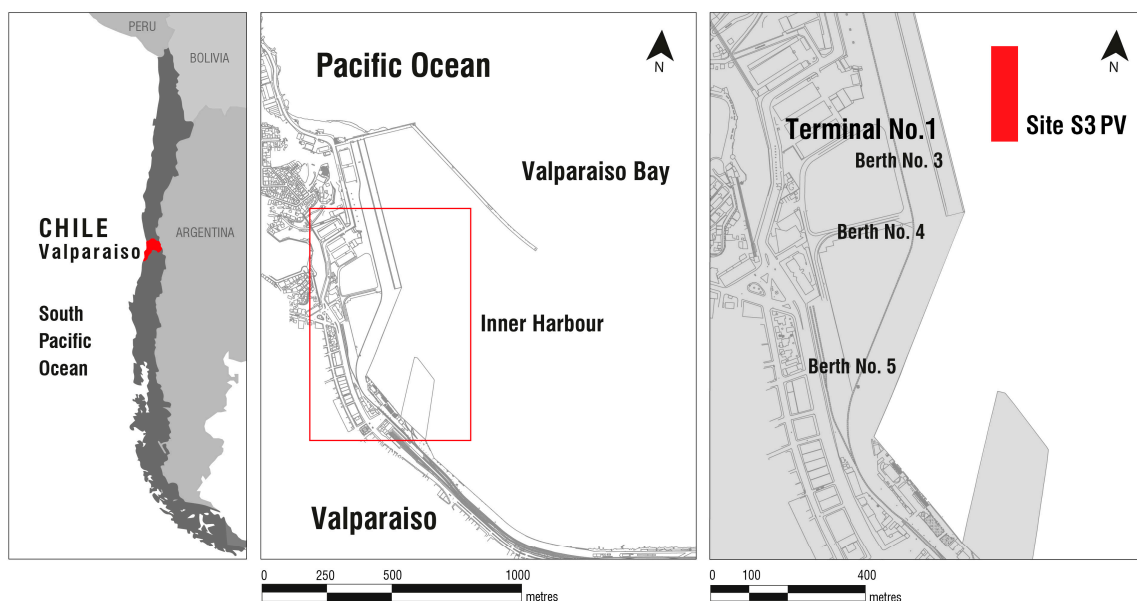 PERU
BOLIVIA
CHILE
Valparaiso
ARGENTINA
South
Pacific
Ocean
Pacific Ocean
N
Valparaiso Bay
Inner Harbour
Valparaiso
0 250 500 1000
metres
N
Site S3 PV
Terminal No.1
Berth No. 3
Berth No. 4
Berth No. 5
0 100 200 400
metres